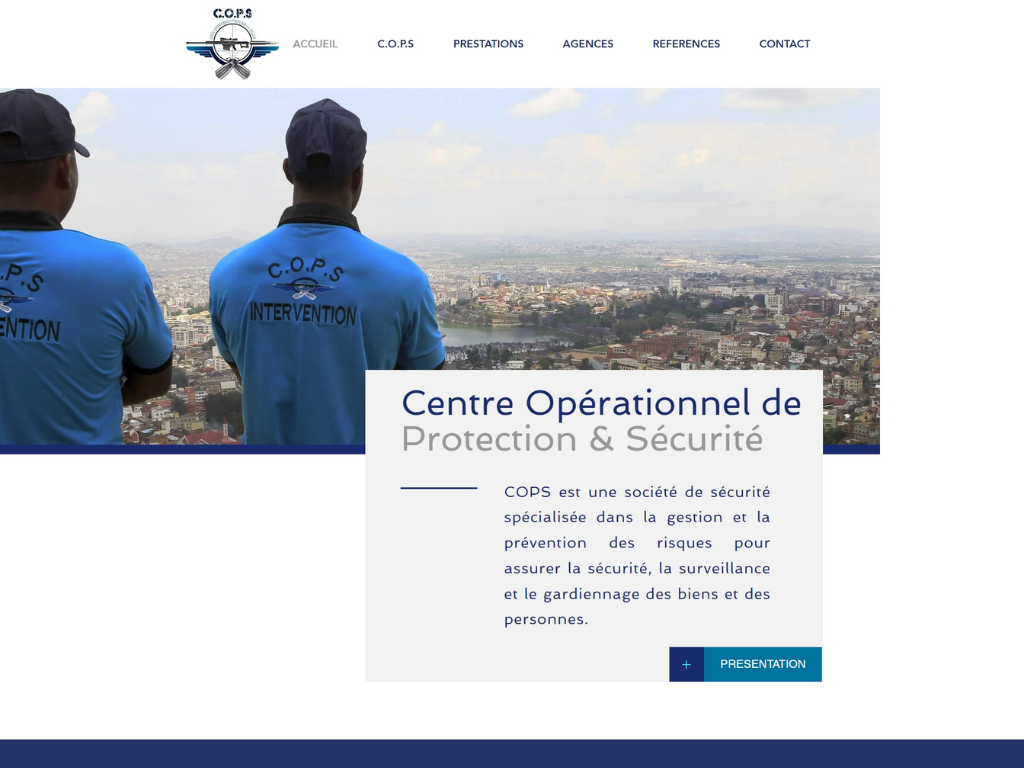 C.O.P.S
ACCUEIL
C.O.P.S
PRESTATIONS
AGENCES
REFERENCES
CONTACT
.P.S
ENTION
C.O.P.S
INTERVENTION
Centre Opérationnel de
Protection & Sécurité
COPS est une société de sécurité
spécialisée dans la gestion et la
prévention des risques pour
assurer la sécurité, la surveillance
et le gardiennage des biens et des
personnes.
+ PRESENTATION